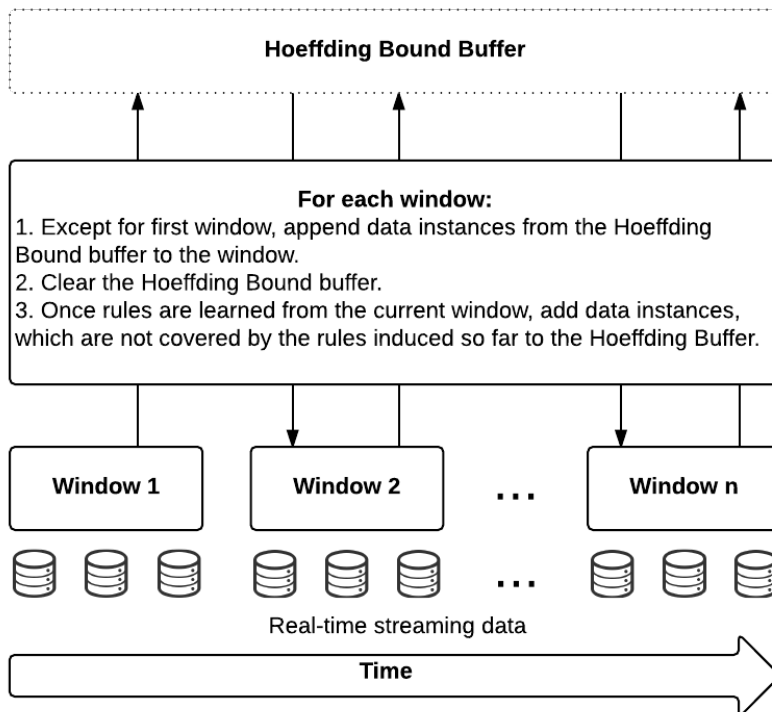 Hoeffding Bound Buffer
For each window:
1. Except for first window, append data instances from the Hoeffding
Bound buffer to the window.
2. Clear the Hoeffding Bound buffer.
3. Once rules are learned from the current window, add data instances,
which are not covered by the rules induced so far to the Hoeffding Buffer.
Window 1
Window 2
...
Window n
...
Real-time streaming data
Time